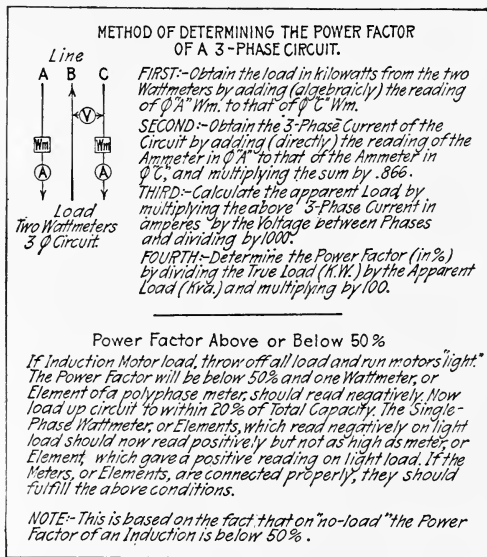 METHOD OF DETERMINING THE POWER FACTOR
OF A 3-PHASE CIRCUIT.
Line
A B C
V
Wm Wm
A A
Load
Two Wattmeters
3 φ Circuit
FIRST:-Obtain the load in kilowatts from the two
Wattmeters by adding (algebraicly) the reading
of φ"A" Wm. to that of φ"C" Wm.
SECOND:-Obtain the 3-Phase Current of the
Circuit by adding (directly) the reading of the
Ammeter in φ"A" to that of the Ammeter in
φ"C", and multiplying the sum by .866.
THIRD:-Calculate the apparent Load, by
multiplying the above "3-Phase Current in
amperes" by the Voltage between Phases
and dividing by 1000.
FOURTH:-Determine the Power Factor (in %)
by dividing the True Load (K.W.) by the Apparent
Load (Kva.) and multiplying by 100.
Power Factor Above or Below 50%
If Induction Motor load, throw off all load and run motors "light."
The Power Factor will be below 50% and one Wattmeter, or
Element of a polyphase meter, should read negatively. Now
load up circuit to within 20% of Total Capacity. The Single-
Phase Wattmeter, or Elements, which read negatively on light
load should now read positively but not as high as meter, or
Element, which gave a positive reading on light load. If the
Meters, or Elements, are connected properly, they should
fulfill the above conditions.
NOTE:-This is based on the fact that on "no-load" the Power
Factor of an Induction is below 50%.